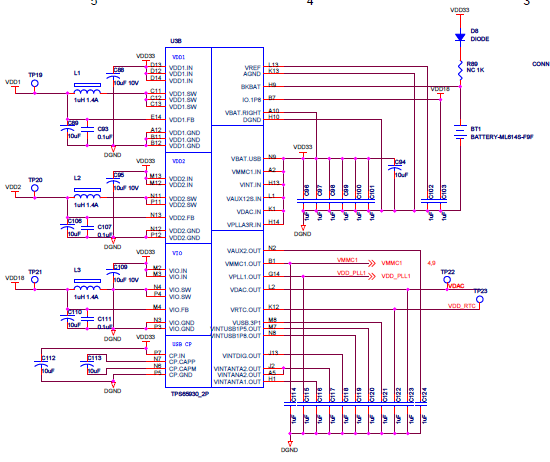 5
4
3
VDD33
U3B
VDD33
D8
DIODE
VDD1
TP19
L1
C88
10uF 10V
D13
D12
D14
VDD1.IN
VDD1.IN
VDD1.IN
VREF
AGND
L13
K13
R89
NC 1K
CONN
VDD1
1uH 1.4A
C11
C12
C13
VDD1.SW
VDD1.SW
VDD1.SW
BKBAT
H9
IO.1P8
B7
VDD18
C89
10uF
C93
0.1uF
E14
VDD1.FB
VBAT.RIGHT
DGND
A10
H10
A12
B11
B12
VDD1.GND
VDD1.GND
VDD1.GND
BT1
BATTERY-ML614S-F9F
DGND
VDD33
VDD2
VDD33
VBAT.USB
N9
C94
10uF
TP20
L2
C95
10uF 10V
M13
M12
VDD2.IN
VDD2.IN
VMMC1.IN
A2
VINT.IN
H13
VDD2
1uH 1.4A
N11
P11
VDD2.SW
VDD2.SW
VAUX12S.IN
L1
C96
C97
C98
C99
C100
C101
C102
C103
C106
10uF
C107
0.1uF
N13
VDD2.FB
VDAC.IN
K1
VPLLA3R.IN
H14
1uF
1uF
1uF
1uF
1uF
1uF
1uF
1uF
N12
P12
VDD2.GND
VDD2.GND
DGND
DGND
VDD33
VIO
VAUX2.OUT
N2
TP21
L3
C109
10uF
M2
M3
VIO.IN
VIO.IN
VMMC1.OUT
B1
VMMC1
VMMC1
4,9
VPLL1.OUT
G14
VDD_PLL1
VDD_PLL1
TP22
VDD18
1uH 1.4A
N4
P4
VIO.SW
VIO.SW
VDAC.OUT
L2
VDAC
TP23
C110
10uF
C111
0.1uF
M4
VIO.FB
VRTC.OUT
K12
VDD_RTC
N3
P3
VIO.GND
VIO.GND
VUSB.3P1
VINTUSB1P5.OUT
VINTUSB1P8.OUT
M8
M7
N8
DGND
VDD33
USB CP
C112
10uF
C113
10uF
P7
N7
N6
P5
CP.IN
CP.CAPP
CP.CAPM
CP.GND
VINTDIG.OUT
J13
VINTANA2.OUT
VINTANA2.OUT
VINTANTA1.OUT
J2
A5
H1
DGND
TPS65930_2P
C114
C115
C116
C117
C118
C119
C120
C121
C122
C123
C124
1uF
1uF
1uF
1uF
1uF
1uF
1uF
1uF
1uF
1uF
1uF
DGND